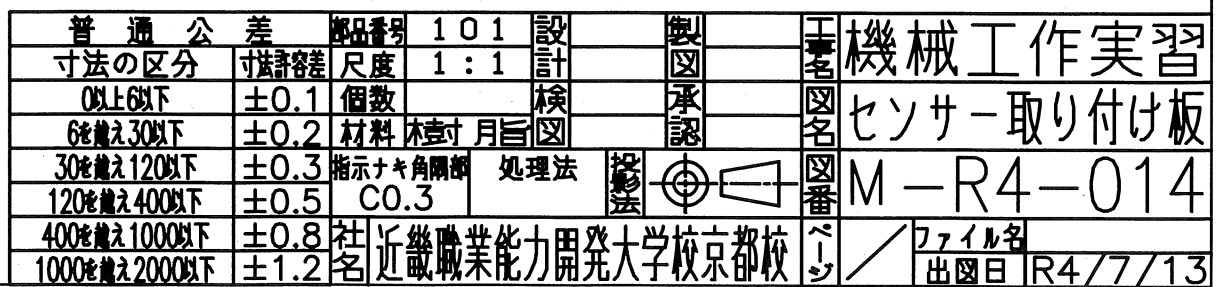 普通公差 部品番号 101 設計 製図 工事名 機械工作実習
寸法の区分 寸法許容差 尺度 1:1
0以上6以下 ±0.1 個数 検図 承認 図名 センサー取り付け板
6を越え30以下 ±0.2 材料 樹脂
30を越え120以下 ±0.3 指示ナキ角隅部 処理法 投影法 図番 M-R4-014
120を越え400以下 ±0.5 C0.3
400を越え1000以下 ±0.8 社名 近畿職業能力開発大学校京都校 ページ / ファイル名
1000を越え2000以下 ±1.2 出図日 R4/7/13